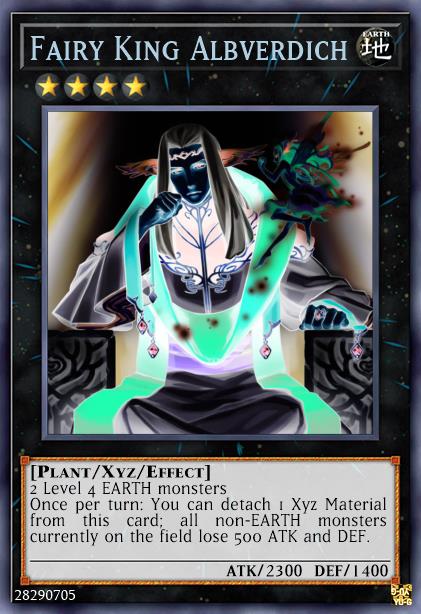 Fairy King Albverdich
EARTH
地
[Plant/Xyz/Effect]
2 Level 4 EARTH monsters
Once per turn: You can detach 1 Xyz Material
from this card; all non-EARTH monsters
currently on the field lose 500 ATK and DEF.
ATK/2300 DEF/1400
28290705